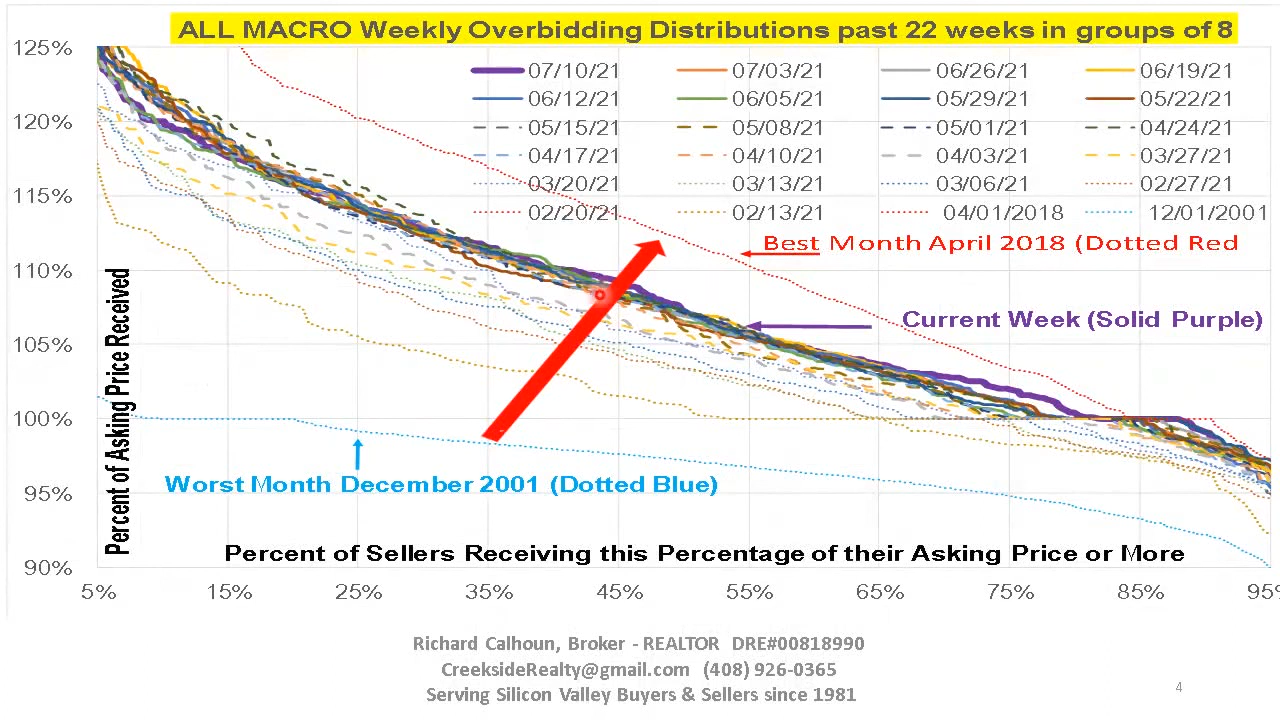 ALL MACRO Weekly Overbidding Distributions past 22 weeks in groups of 8
125%
07/10/21 07/03/21 06/26/21 06/19/21
06/12/21 06/05/21 05/29/21 05/22/21
120%
05/15/21 05/08/21 05/01/21 04/24/21
04/17/21 04/10/21 04/03/21 03/27/21
03/20/21 03/13/21 03/06/21 02/27/21
115%
02/20/21 02/13/21 04/01/2018 12/01/2001
Best Month April 2018 (Dotted Red
110%
Percent of Asking Price Received
Current Week (Solid Purple)
105%
100%
Worst Month December 2001 (Dotted Blue)
95%
Percent of Sellers Receiving this Percentage of their Asking Price or More
90%
5% 15% 25% 35% 45% 55% 65% 75% 85% 95%
Richard Calhoun, Broker - REALTOR DRE#00818990
CreeksideRealty@gmail.com (408) 926-0365
Serving Silicon Valley Buyers & Sellers since 1981
4